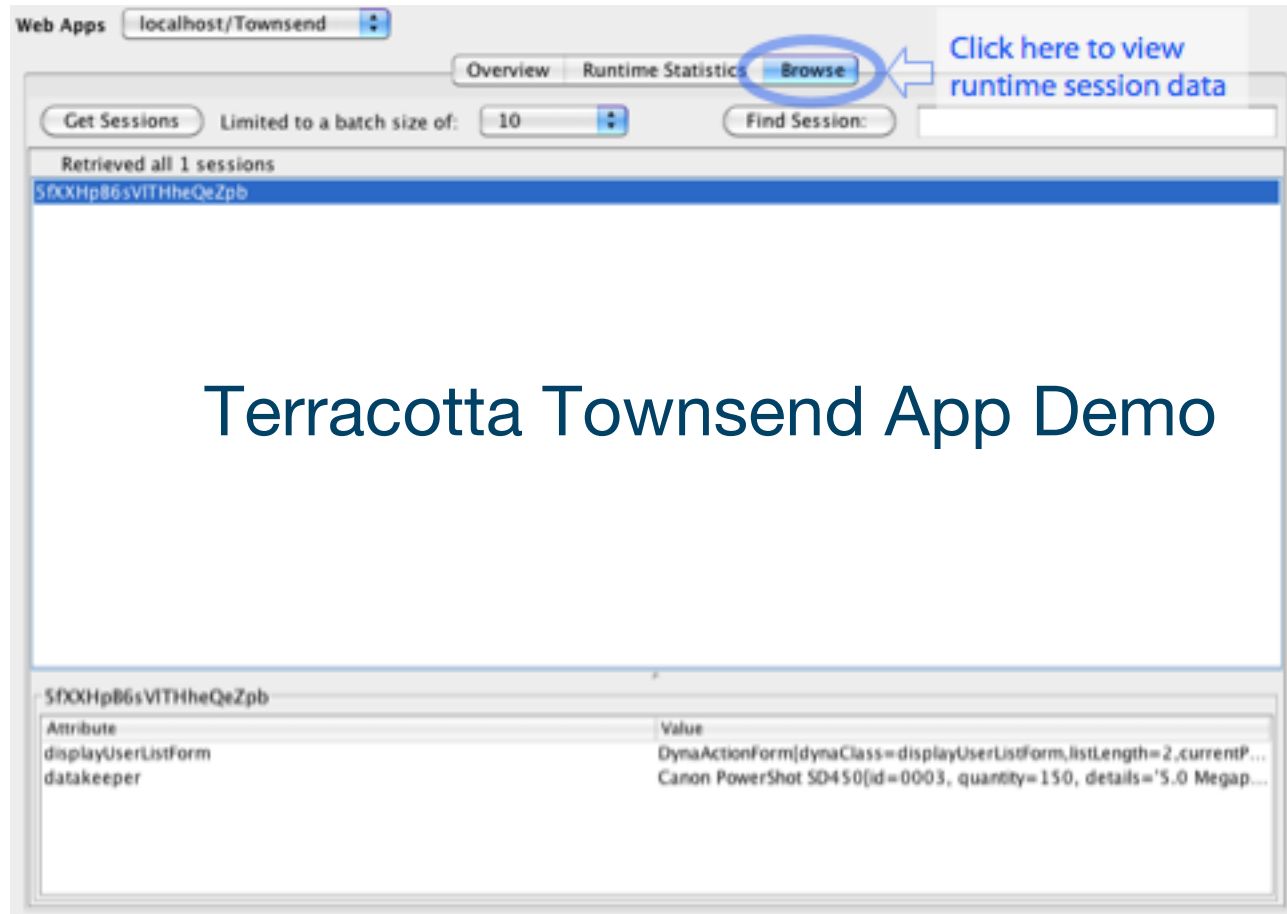 Web Apps localhost/Townsend
Click here to view
runtime session data
Overview Runtime Statistics Browse
Get Sessions Limited to a batch size of: 10 Find Session:
Retrieved all 1 sessions
Terracotta Townsend App Demo
Attribute Value
displayUserListForm DynaActionForm[dynaClass=displayUserListForm,listLength=2,currentP...
datakeeper Canon PowerShot SD450[id=0003, quantity=150, details='5.0 Megap...